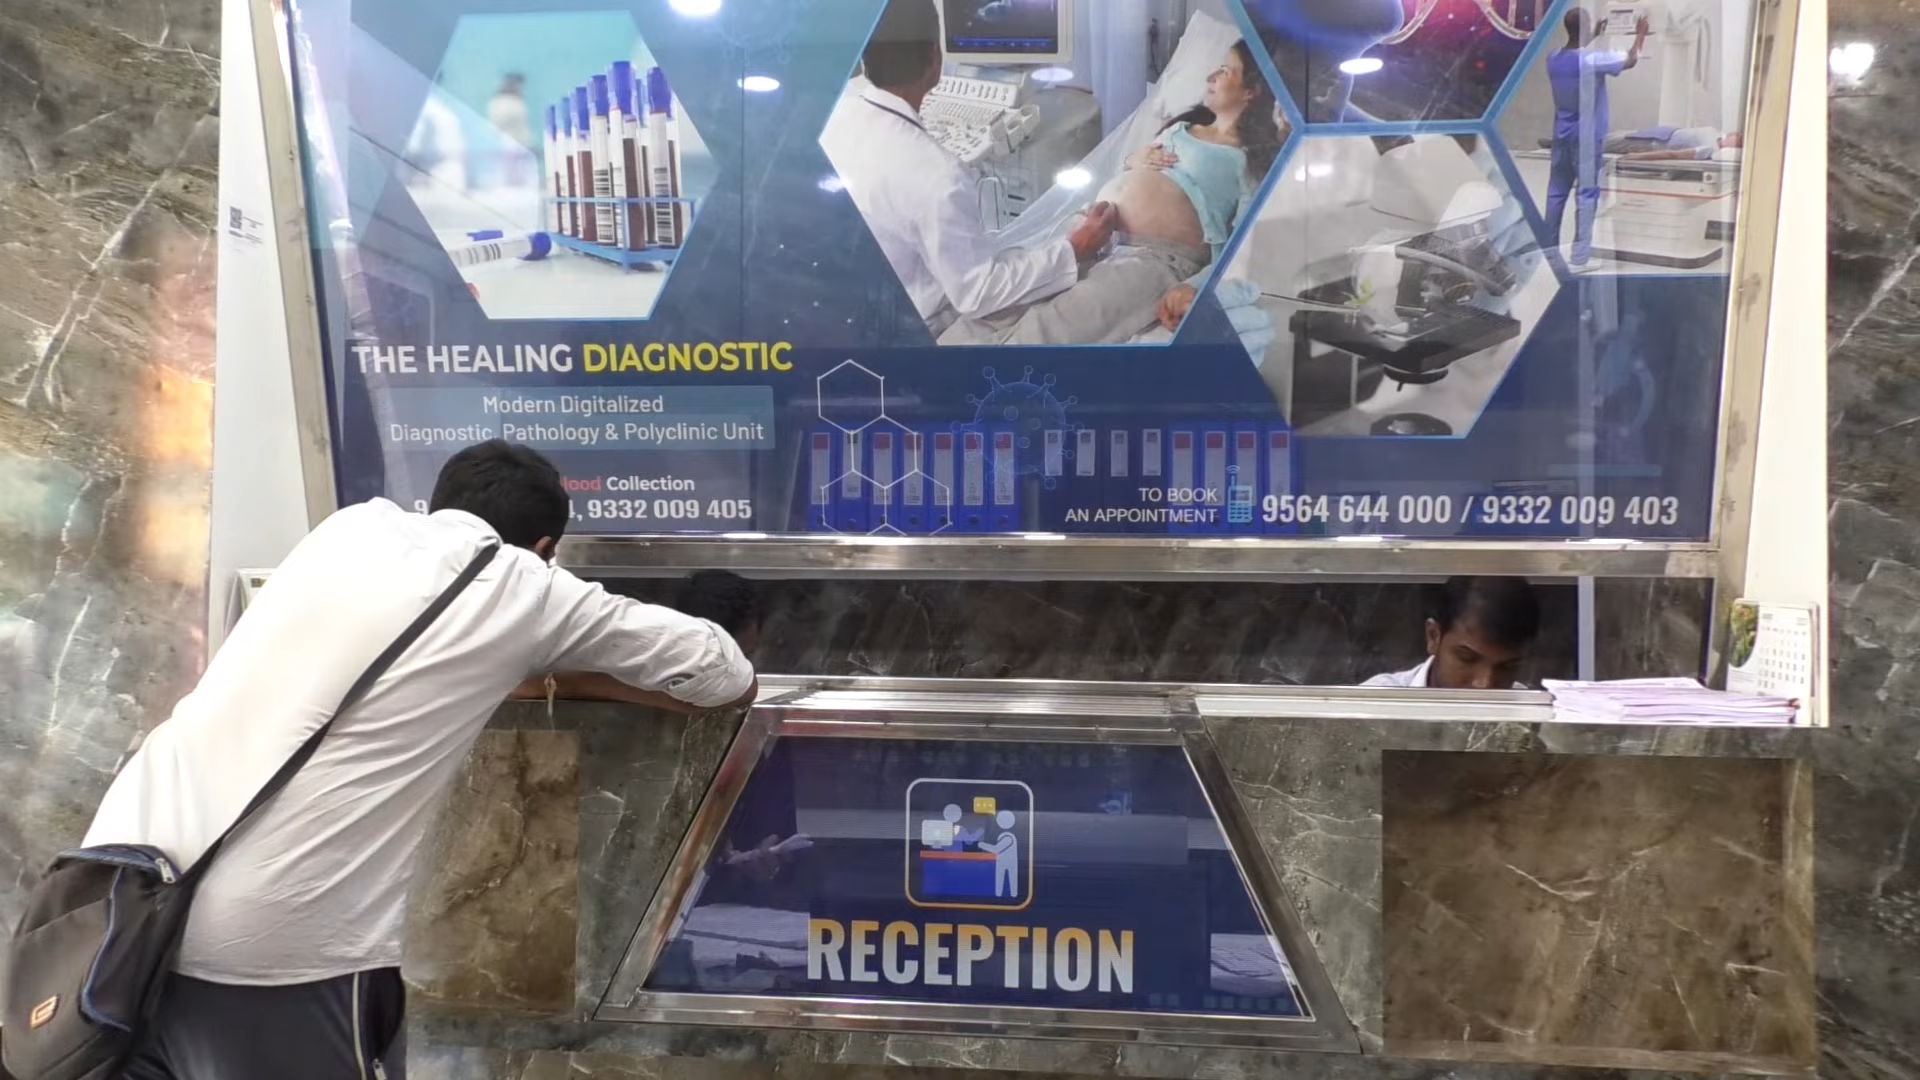 THE HEALING DIAGNOSTIC
Modern Digitalized
Diagnostic, Pathology & Polyclinic Unit
Collection
9332 009 405
TO BOOK
AN APPOINTMENT
9564 644 000 / 9332 009 403
RECEPTION